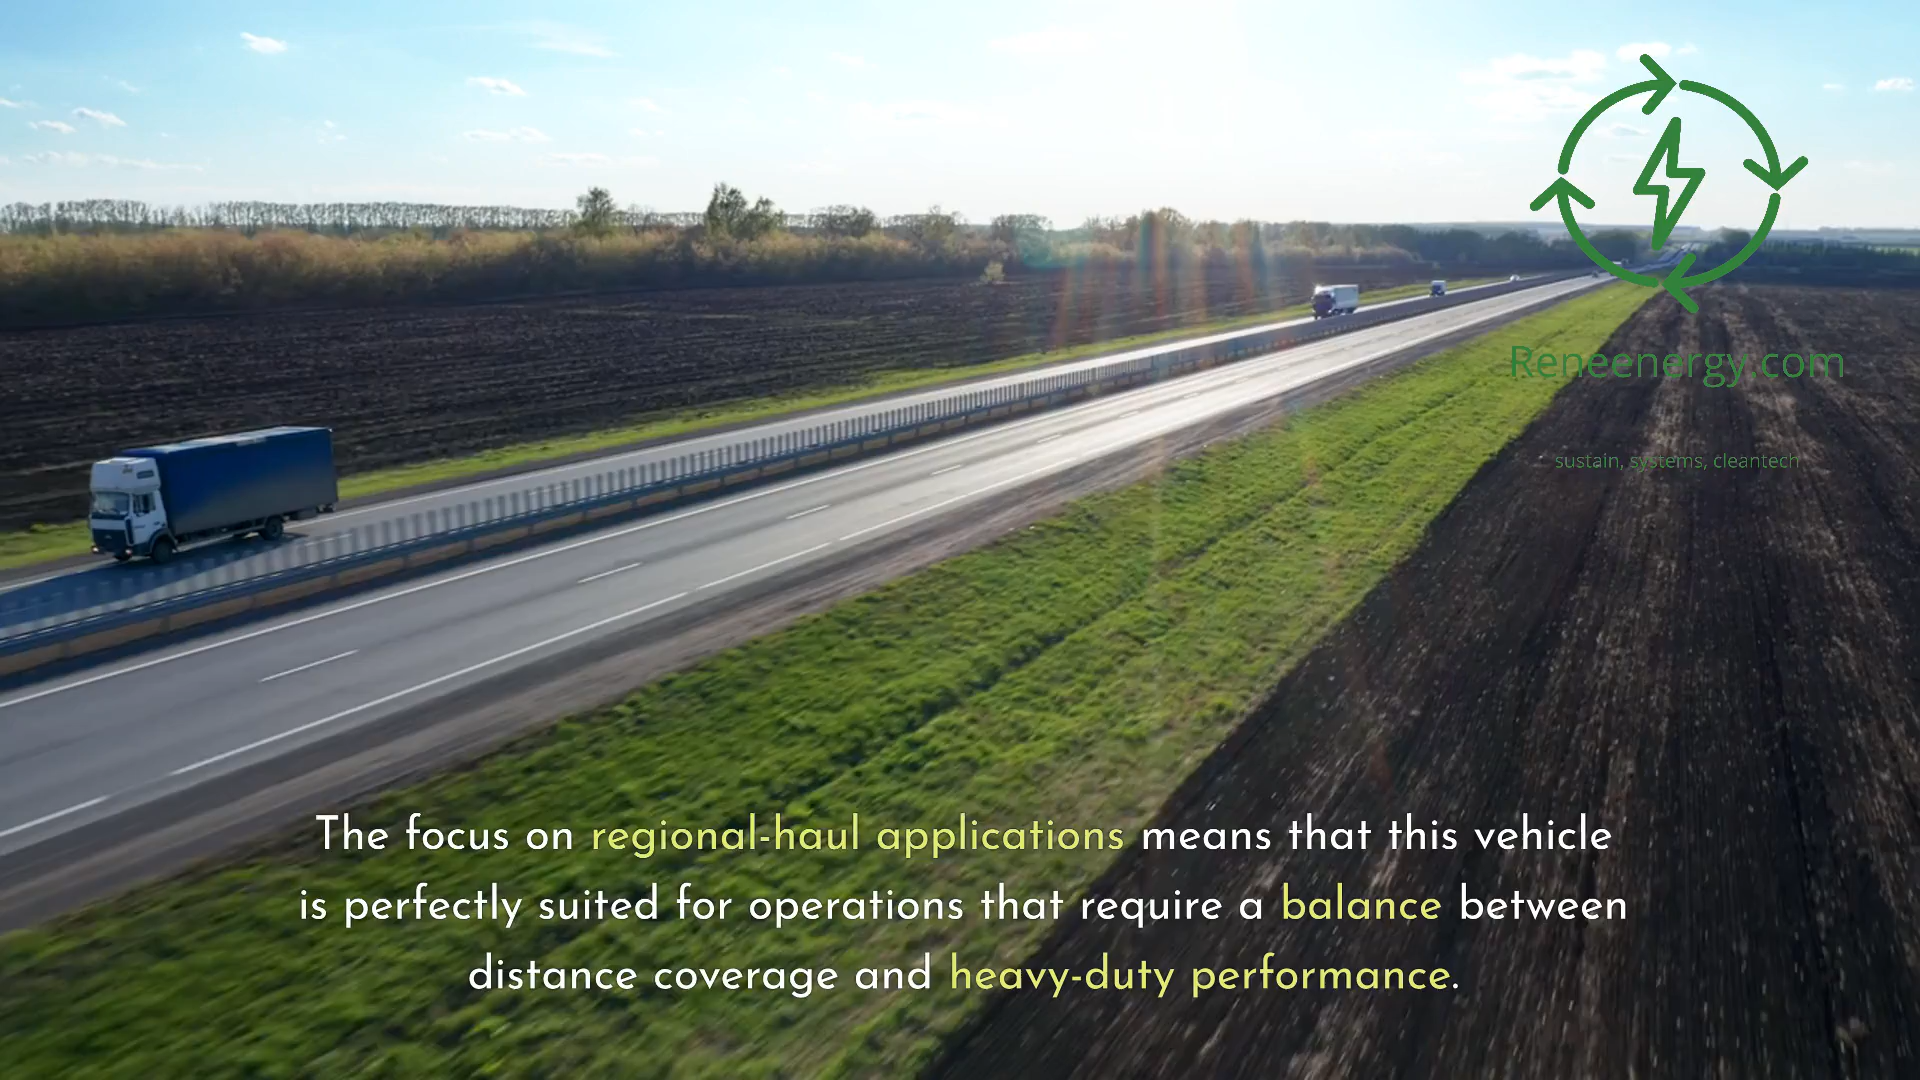 Reneenergy.com
sustain, systems, cleantech
The focus on regional-haul applications means that this vehicle
is perfectly suited for operations that require a balance between
distance coverage and heavy-duty performance.